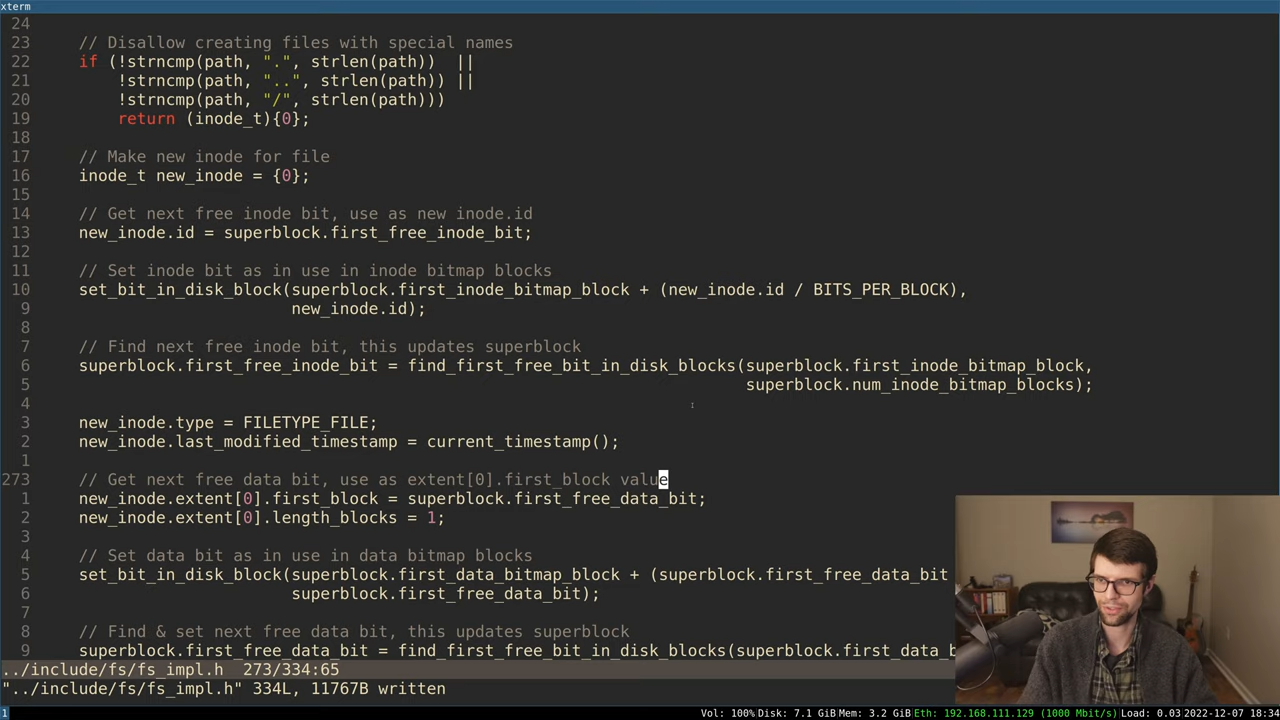 xterm
24
23     // Disallow creating files with special names
22     if (!strncmp(path, ".", strlen(path))  ||
21         !strncmp(path, "..", strlen(path)) ||
20         !strncmp(path, "/", strlen(path)))
19         return (inode_t){0};
18
17     // Make new inode for file
16     inode_t new_inode = {0};
15
14     // Get next free inode bit, use as new inode.id
13     new_inode.id = superblock.first_free_inode_bit;
12
11     // Set inode bit as in use in inode bitmap blocks
10     set_bit_in_disk_block(superblock.first_inode_bitmap_block + (new_inode.id / BITS_PER_BLOCK),
9                           new_inode.id);
8
7     // Find next free inode bit, this updates superblock
6     superblock.first_free_inode_bit = find_first_free_bit_in_disk_blocks(superblock.first_inode_bitmap_block,
5                                                                          superblock.num_inode_bitmap_blocks);
4
3     new_inode.type = FILETYPE_FILE;
2     new_inode.last_modified_timestamp = current_timestamp();
1
273     // Get next free data bit, use as extent[0].first_block value
1     new_inode.extent[0].first_block = superblock.first_free_data_bit;
2     new_inode.extent[0].length_blocks = 1;
3
4     // Set data bit as in use in data bitmap blocks
5     set_bit_in_disk_block(superblock.first_data_bitmap_block + (superblock.first_free_data_bit
6                           superblock.first_free_data_bit);
7
8     // Find & set next free data bit, this updates superblock
9     superblock.first_free_data_bit = find_first_free_bit_in_disk_blocks(superblock.first_data_b
../include/fs/fs_impl.h  273/334:65
"../include/fs/fs_impl.h" 334L, 11767B written
1 Vol: 100% Disk: 7.1 GiB Mem: 3.2 GiB Eth: 192.168.111.129 (1000 Mbit/s) Load: 0.03 2022-12-07 18:34